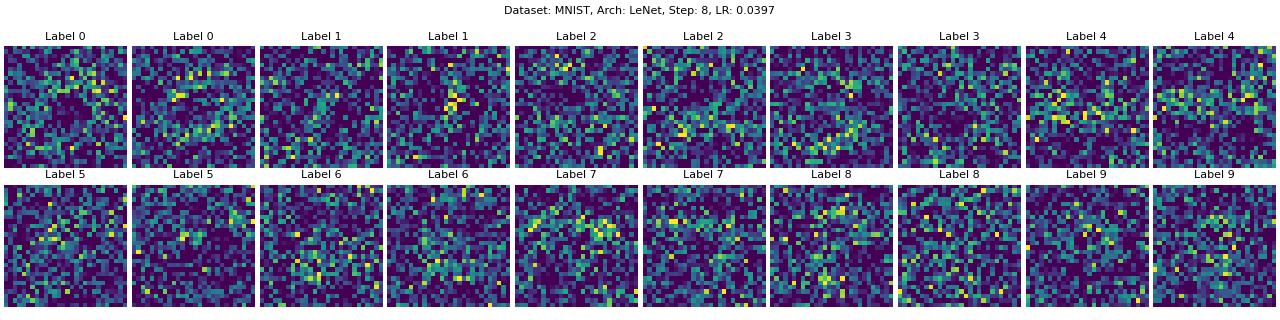 Dataset: MNIST, Arch: LeNet, Step: 8, LR: 0.0397
Label 0 Label 0 Label 1 Label 1 Label 2 Label 2 Label 3 Label 3 Label 4 Label 4
Label 5 Label 5 Label 6 Label 6 Label 7 Label 7 Label 8 Label 8 Label 9 Label 9